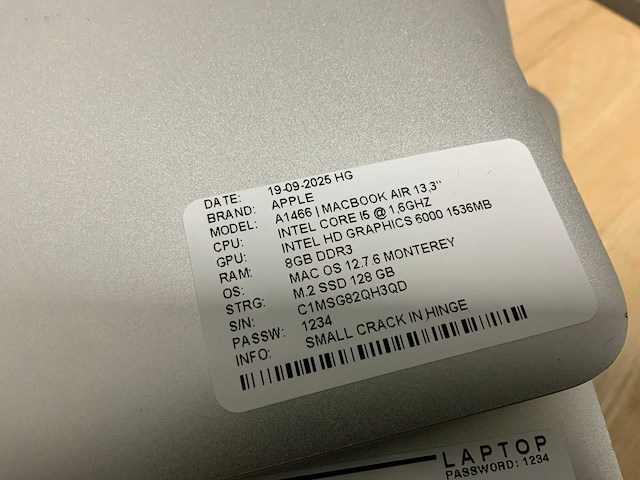 DATE: 19-09-2025 HG
BRAND: APPLE
MODEL: A1466 | MACBOOK AIR 13,3"
CPU: INTEL CORE I5 @ 1,6GHZ
GPU: INTEL HD GRAPHICS 6000 1536MB
RAM: 8GB DDR3
OS: MAC OS 12.7.6 MONTEREY
STRG: M.2 SSD 128 GB
S/N: C1MSG82QH3QD
PASSW: 1234
INFO: SMALL CRACK IN HINGE
LAPTOP
PASSWORD: 1234